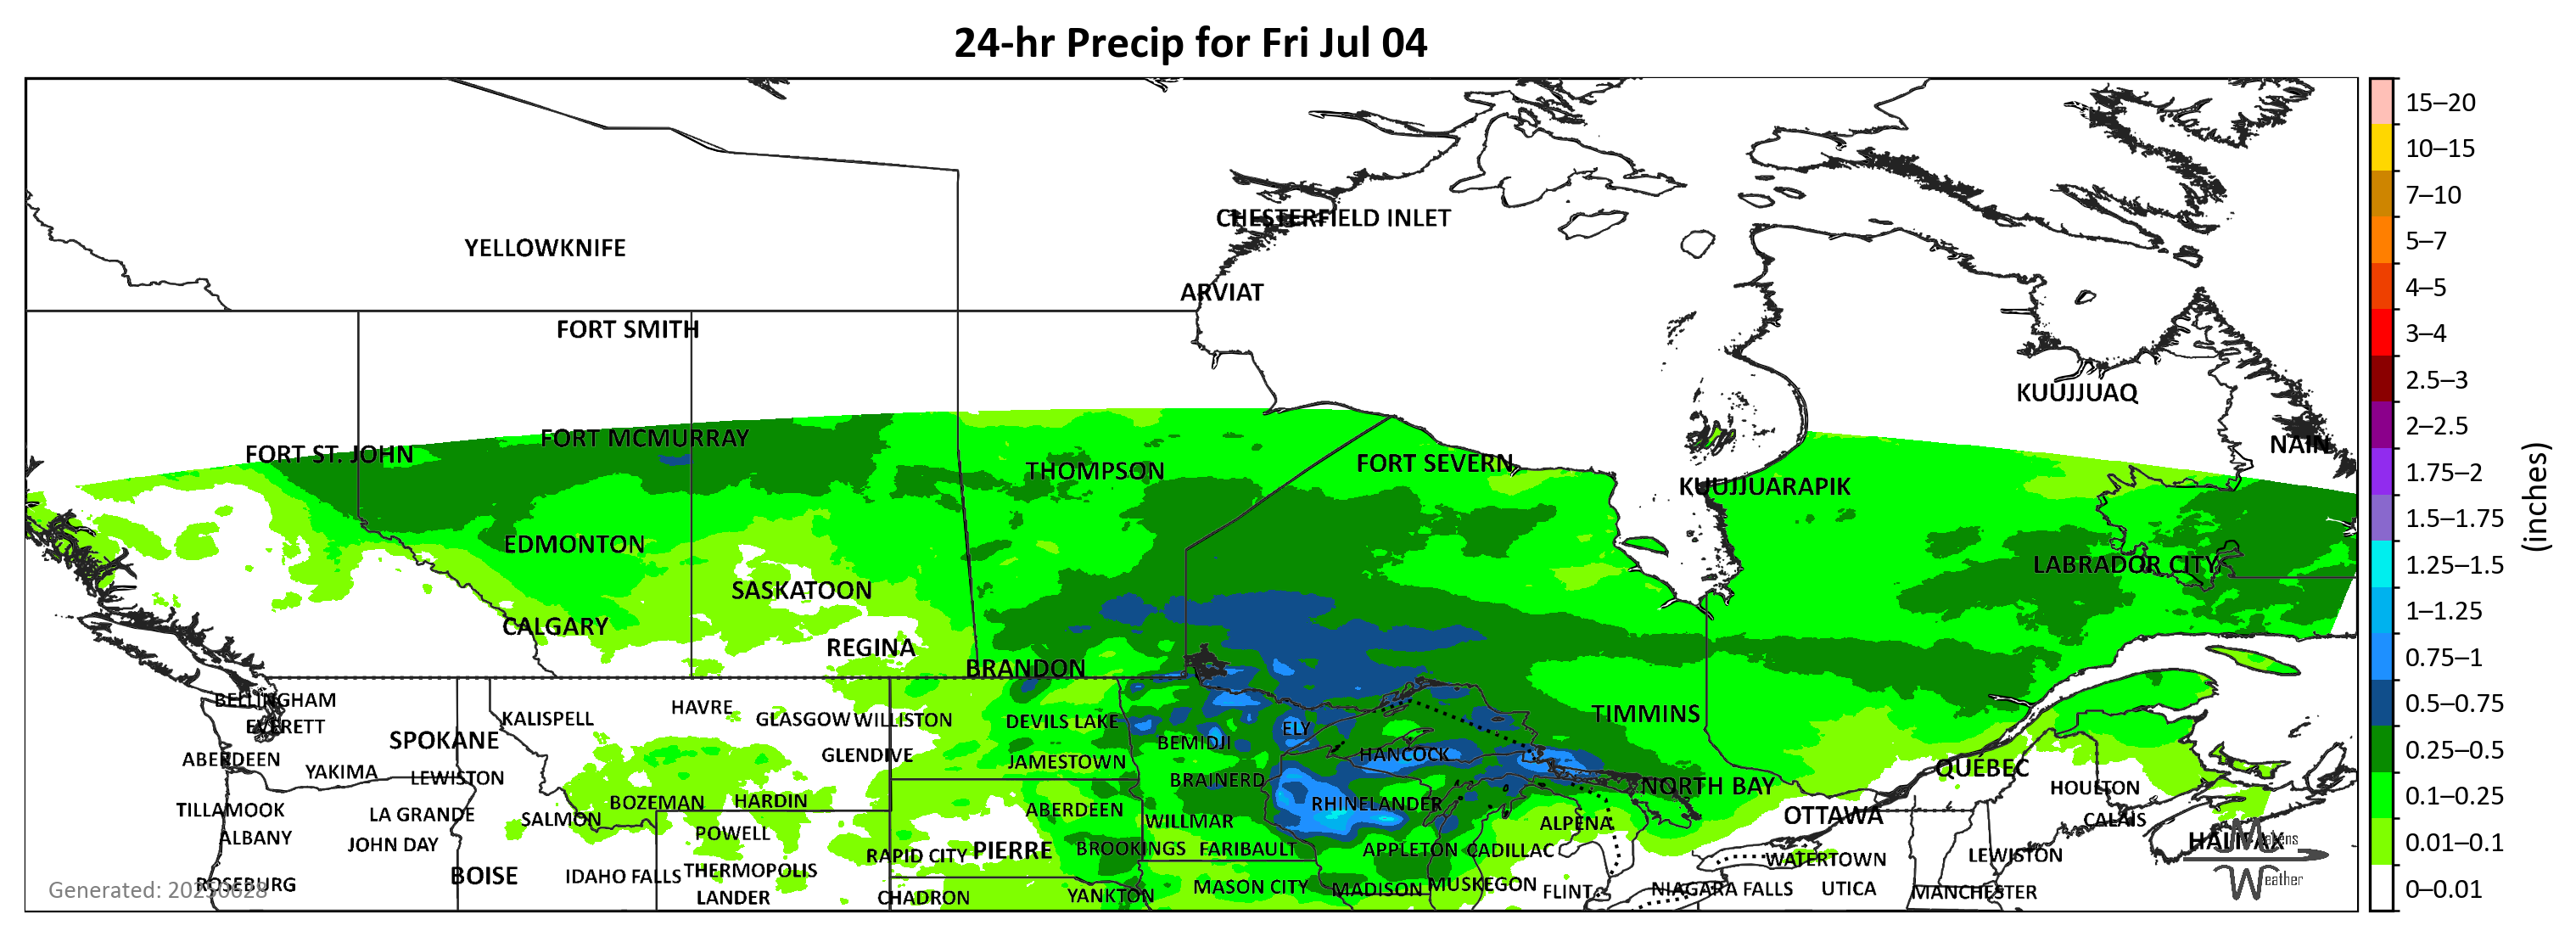 24-hr Precip for Fri Jul 04
CHESTERFIELD INLET
YELLOWKNIFE
ARVIAT
FORT SMITH
KUUJJUAQ
FORT MCMURRAY
NAIN
FORT ST. JOHN
THOMPSON
FORT SEVERN
KUUJJUARAPIK
EDMONTON
LABRADOR CITY
SASKATOON
CALGARY
REGINA
BRANDON
BELLINGHAM
HAVRE
KALISPELL
GLASGOW WILLISTON
DEVILS LAKE
TIMMINS
EVERETT
ELY
SPOKANE
BEMIDJI
ABERDEEN
GLENDIVE
JAMESTOWN
HANCOCK
QUÉBEC
YAKIMA
LEWISTON
BRAINERD
NORTH BAY
HOULTON
TILLAMOOK
LA GRANDE
SALMON
BOZEMAN
HARDIN
ABERDEEN
WILLMAR
RHINELANDER
ALPENA
OTTAWA
CALAIS
ALBANY
JOHN DAY
POWELL
HALIFAX
RAPID CITY
PIERRE
BROOKINGS
FARIBAULT
APPLETON
CADILLAC
WATERTOWN
LEWISTON
ROSEBURG
BOISE
IDAHO FALLS
THERMOPOLIS
MASON CITY
MADISON
MUSKEGON
FLINT
NIAGARA FALLS
UTICA
MANCHESTER
LANDER
CHADRON
YANKTON
Generated: 20250628
Weather
15–20
10–15
7–10
5–7
4–5
3–4
2.5–3
2–2.5
1.75–2
1.5–1.75
1.25–1.5
1–1.25
0.75–1
0.5–0.75
0.25–0.5
0.1–0.25
0.01–0.1
0–0.01
(inches)